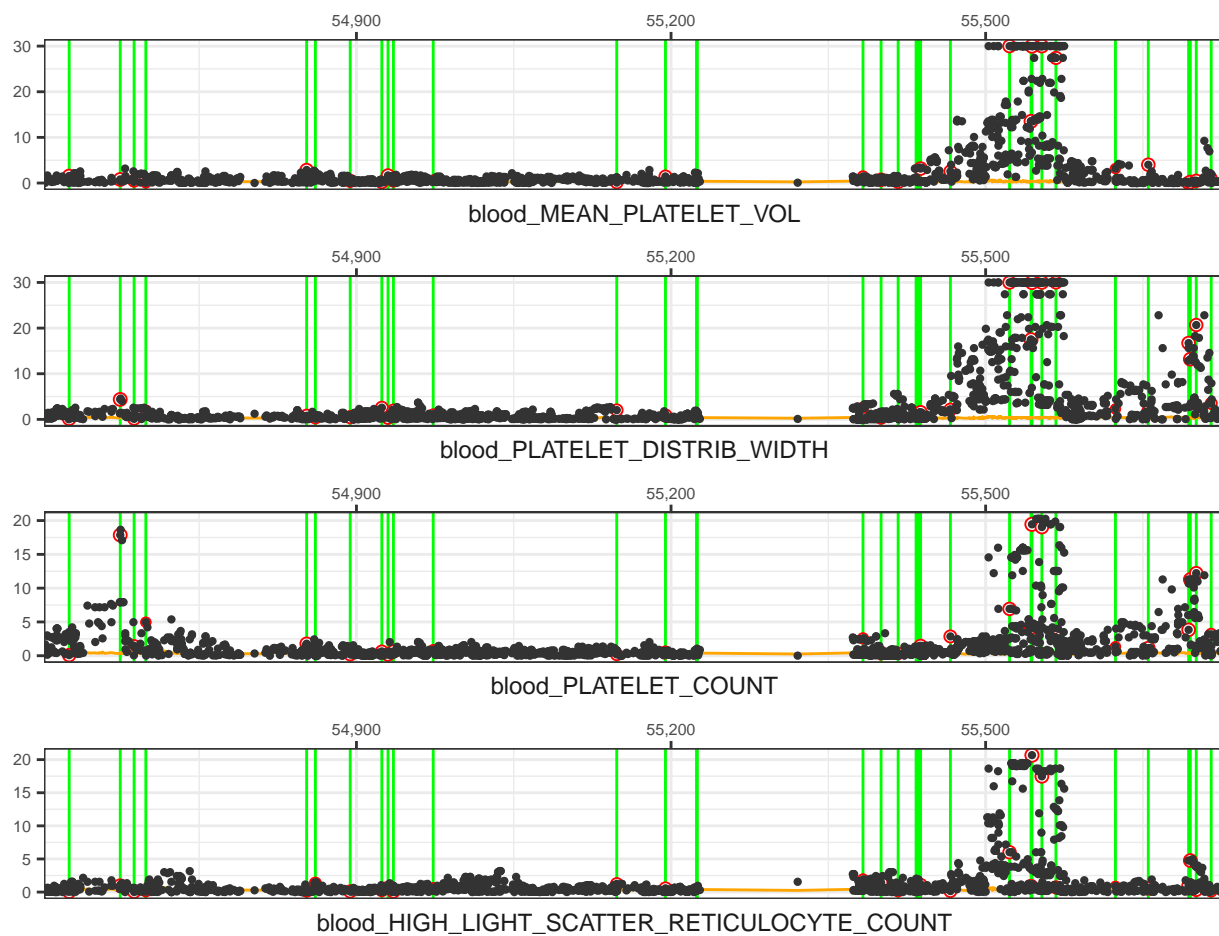 54,900 55,200 55,500
30
20
10
0
blood_MEAN_PLATELET_VOL
54,900 55,200 55,500
30
20
10
0
blood_PLATELET_DISTRIB_WIDTH
54,900 55,200 55,500
20
15
10
5
0
blood_PLATELET_COUNT
54,900 55,200 55,500
20
15
10
5
0
blood_HIGH_LIGHT_SCATTER_RETICULOCYTE_COUNT